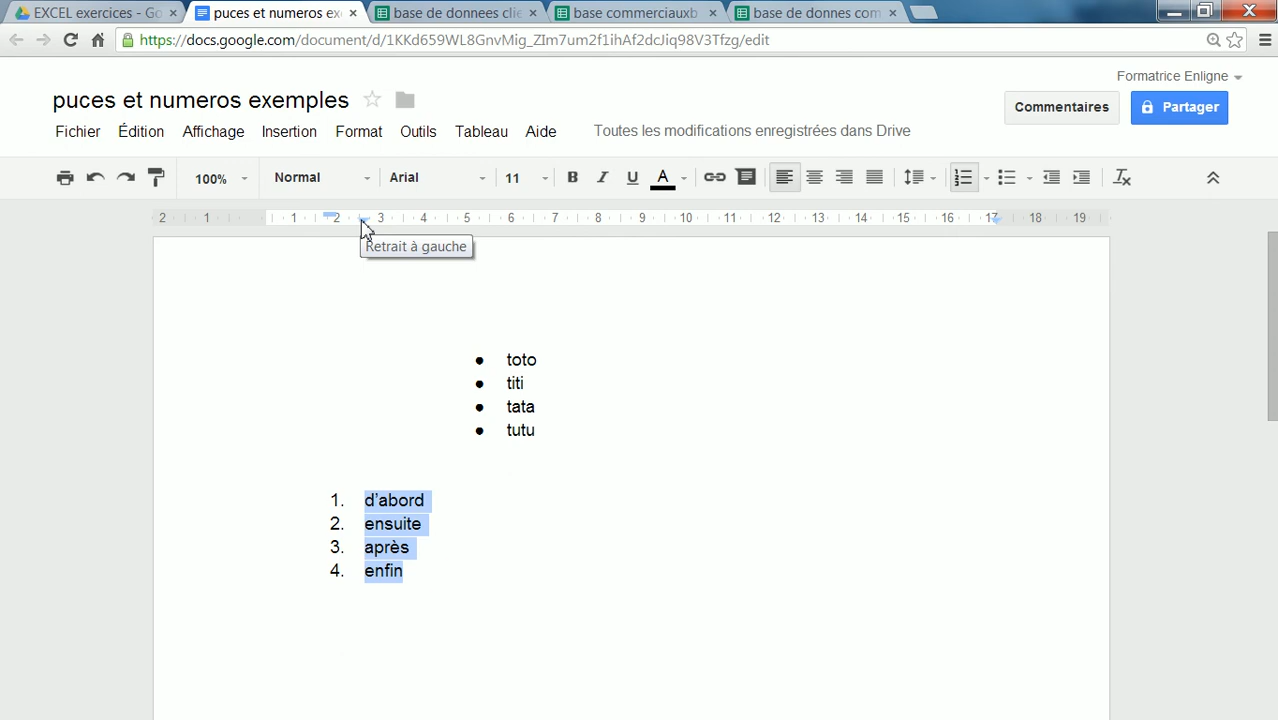 EXCEL exercices - Go
puces et numeros exe
base de donnees clie
base commerciauxb
base de donnes com
https://docs.google.com/document/d/1KKd659WL8GnvMig_ZIm7um2f1ihAf2dcJiq98V3Tfzg/edit
Formatrice Enligne
puces et numeros exemples
Commentaires
Partager
Fichier Édition Affichage Insertion Format Outils Tableau Aide
Toutes les modifications enregistrées dans Drive
100% Normal Arial 11 B I U A
2 1 1 2 3 4 5 6 7 8 9 10 11 12 13 14 15 16 17 18 19
Retrait à gauche
● toto
● titi
● tata
● tutu
1. d'abord
2. ensuite
3. après
4. enfin